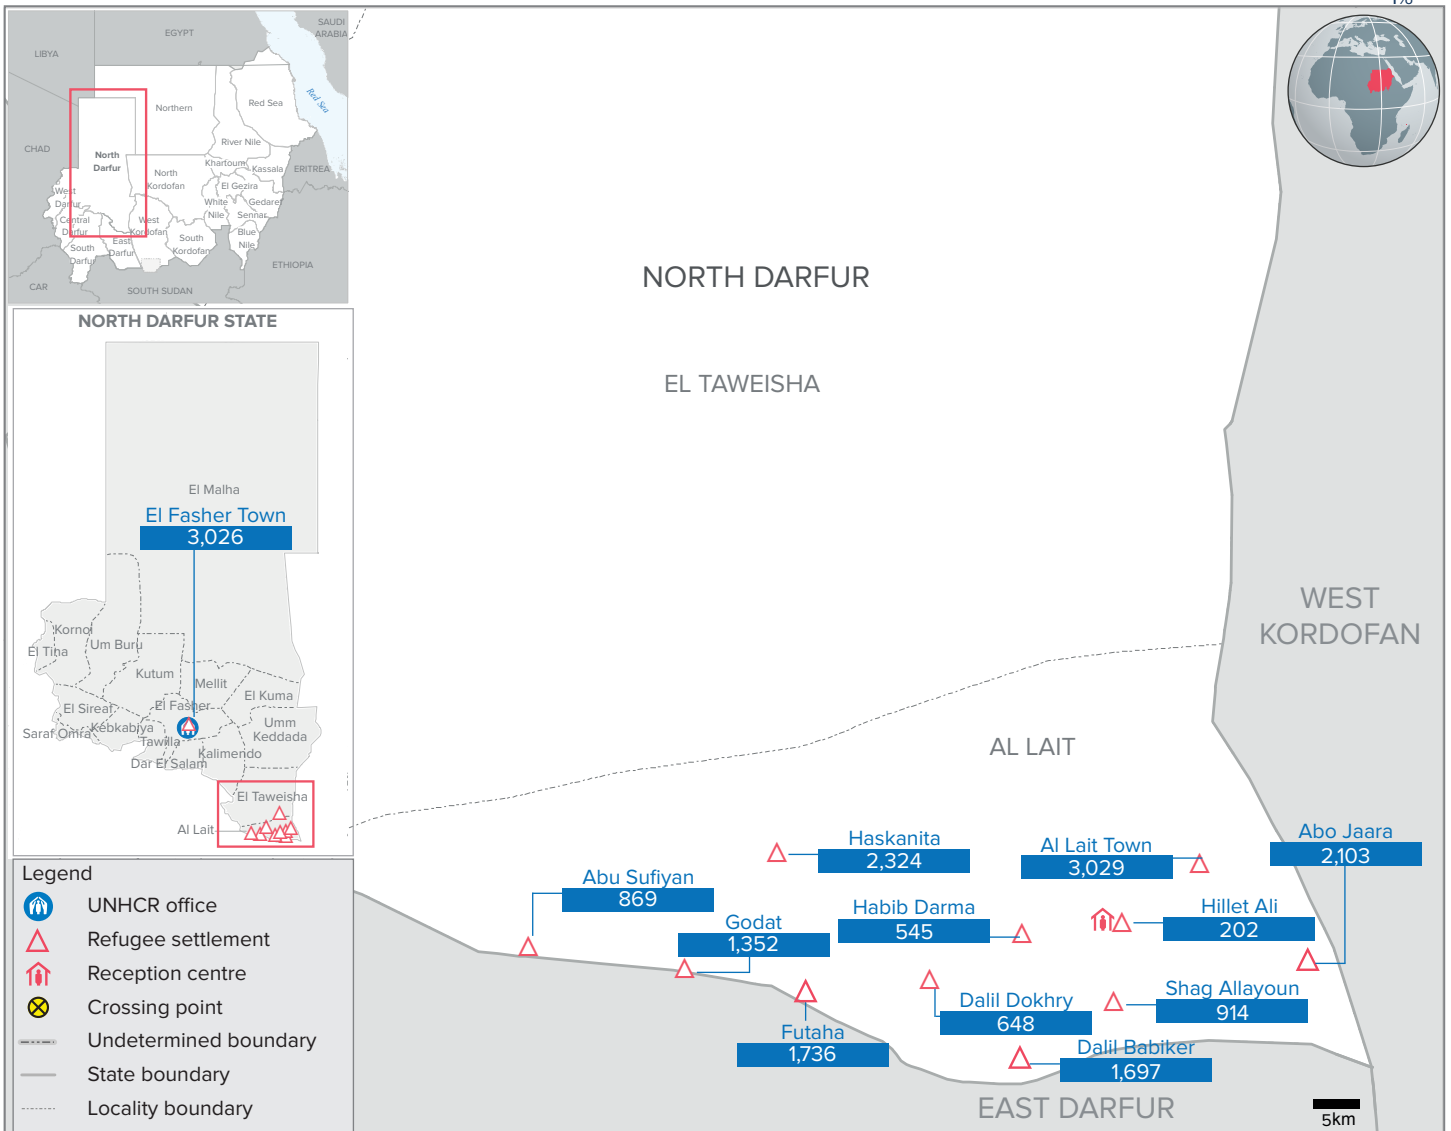 1%
SAUDI
ARABIA
EGYPT
LIBYA
Red Sea
Northern
Red Sea
CHAD
River Nile
North
Darfur
Khartoum
Kassala
ERITREA
North
Kordofan
El Gezira
West
Darfur
White
Nile
Gedaref
Sennar
Central
Darfur
West
Kordofan
Blue
Nile
East
Darfur
South
Kordofan
South
Darfur
ETHIOPIA
CAR
SOUTH SUDAN
NORTH DARFUR STATE
El Malha
El Fasher Town
3,026
Kornoi
El Tina
Um Buru
Kutum
Mellit
El Kuma
El Sireaf
El Fasher
Saraf Omra
Kebkabiya
Umm
Keddada
Tawilla
Kalimendo
Dar El Salam
El Taweisha
Al Lait
Legend
UNHCR office
Refugee settlement
Reception centre
Crossing point
Undetermined boundary
State boundary
Locality boundary
NORTH DARFUR
EL TAWEISHA
WEST
KORDOFAN
AL LAIT
Haskanita
2,324
Al Lait Town
3,029
Abo Jaara
2,103
Abu Sufiyan
869
Godat
1,352
Habib Darma
545
Hillet Ali
202
Futaha
1,736
Dalil Dokhry
648
Shag Allayoun
914
Dalil Babiker
1,697
EAST DARFUR
5km